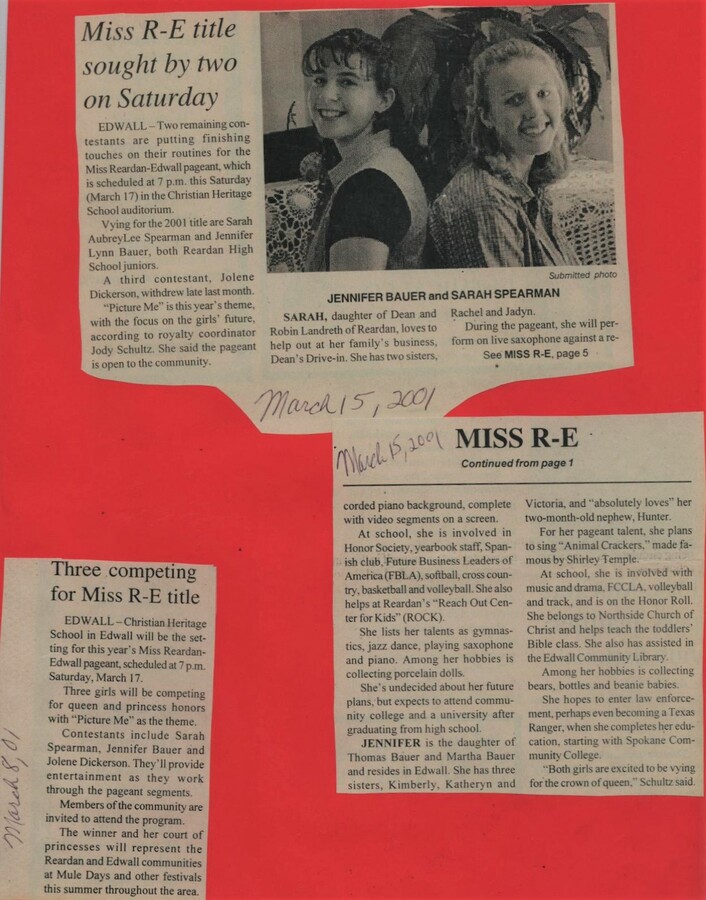 Miss R-E title
sought by two
on Saturday
EDWALL – Two remaining con-
testants are putting finishing
touches on their routines for the
Miss Reardan-Edwall pageant, which
is scheduled at 7 p.m. this Saturday
(March 17) in the Christian Heritage
School auditorium.
Vying for the 2001 title are Sarah
AubreyLee Spearman and Jennifer
Lynn Bauer, both Reardan High
School juniors.
A third contestant, Jolene
Dickerson, withdrew late last month.
"Picture Me" is this year's theme,
with the focus on the girls' future,
according to royalty coordinator
Jody Schultz. She said the pageant
is open to the community.
Submitted photo
JENNIFER BAUER and SARAH SPEARMAN
SARAH, daughter of Dean and
Robin Landreth of Reardan, loves to
help out at her family's business,
Dean's Drive-in. She has two sisters,
Rachel and Jadyn.
During the pageant, she will per-
form on live saxophone against a re-
See MISS R-E, page 5
March 15, 2001
March 15, 2001
MISS R-E
Continued from page 1
corded piano background, complete
with video segments on a screen.
At school, she is involved in
Honor Society, yearbook staff, Span-
ish club, Future Business Leaders of
America (FBLA), softball, cross coun-
try, basketball and volleyball. She also
helps at Reardan's "Reach Out Cen-
ter for Kids" (ROCK).
She lists her talents as gymnas-
tics, jazz dance, playing saxophone
and piano. Among her hobbies is
collecting porcelain dolls.
She's undecided about her future
plans, but expects to attend commu-
nity college and a university after
graduating from high school.
JENNIFER is the daughter of
Thomas Bauer and Martha Bauer
and resides in Edwall. She has three
sisters, Kimberly, Katheryn and
Victoria, and "absolutely loves" her
two-month-old nephew, Hunter.
For her pageant talent, she plans
to sing "Animal Crackers," made fa-
mous by Shirley Temple.
At school, she is involved with
music and drama, FCCLA, volleyball
and track, and is on the Honor Roll.
She belongs to Northside Church of
Christ and helps teach the toddlers'
Bible class. She also has assisted in
the Edwall Community Library.
Among her hobbies is collecting
bears, bottles and beanie babies.
She hopes to enter law enforce-
ment, perhaps even becoming a Texas
Ranger, when she completes her edu-
cation, starting with Spokane Com-
munity College.
"Both girls are excited to be vying
for the crown of queen," Schultz said.
Three competing
for Miss R-E title
EDWALL – Christian Heritage
School in Edwall will be the set-
ting for this year's Miss Reardan-
Edwall pageant, scheduled at 7 p.m.
Saturday, March 17.
Three girls will be competing
for queen and princess honors
with "Picture Me" as the theme.
Contestants include Sarah
Spearman, Jennifer Bauer and
Jolene Dickerson. They'll provide
entertainment as they work
through the pageant segments.
Members of the community are
invited to attend the program.
The winner and her court of
princesses will represent the
Reardan and Edwall communities
at Mule Days and other festivals
this summer throughout the area.
March 8, 01